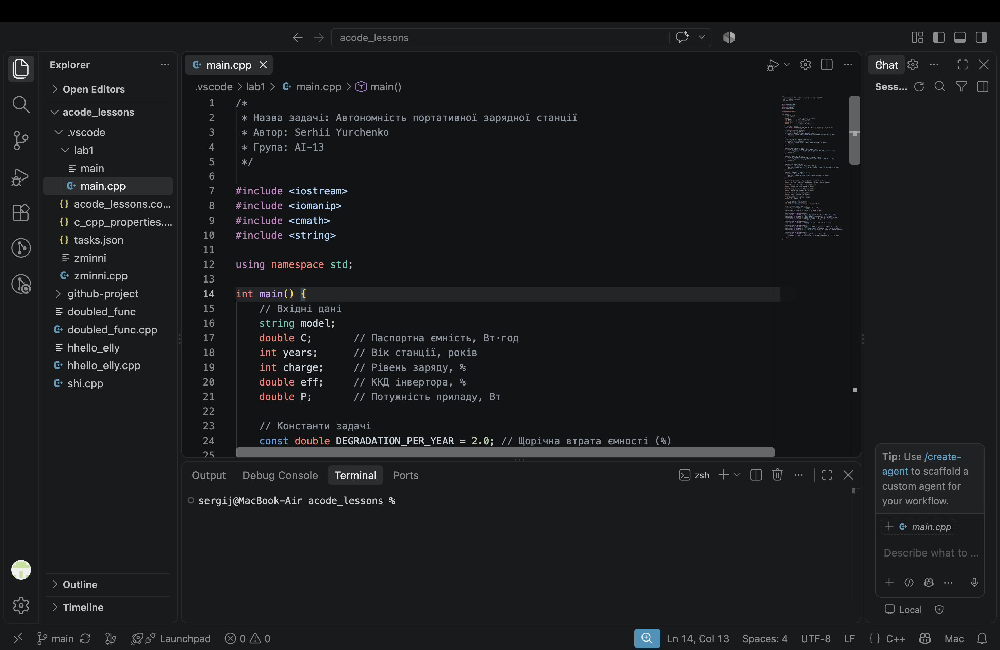 acode_lessons
Explorer
Open Editors
acode_lessons
.vscode
lab1
main
main.cpp
acode_lessons.co...
c_cpp_properties....
tasks.json
zminni
zminni.cpp
github-project
doubled_func
doubled_func.cpp
hhello_elly
hhello_elly.cpp
shi.cpp
Outline
Timeline
main.cpp
.vscode > lab1 > main.cpp > main()
1 /*
2 * Назва задачі: Автономність портативної зарядної станції
3 * Автор: Serhii Yurchenko
4 * Група: АІ-13
5 */
6
7 #include <iostream>
8 #include <iomanip>
9 #include <cmath>
10 #include <string>
11
12 using namespace std;
13
14 int main() {
15 // Вхідні дані
16 string model;
17 double C; // Паспортна ємність, Вт·год
18 int years; // Вік станції, років
19 int charge; // Рівень заряду, %
20 double eff; // ККД інвертора, %
21 double P; // Потужність приладу, Вт
22
23 // Константи задачі
24 const double DEGRADATION_PER_YEAR = 2.0; // Щорічна втрата ємності (%)
25
Output Debug Console Terminal Ports
zsh
sergij@MacBook-Air acode_lessons %
Chat
Sess...
Tip: Use /create-
agent to scaffold a
custom agent for
your workflow.
main.cpp
Describe what to ...
Local
main Launchpad 0 0
Ln 14, Col 13 Spaces: 4 UTF-8 LF {} C++ Mac